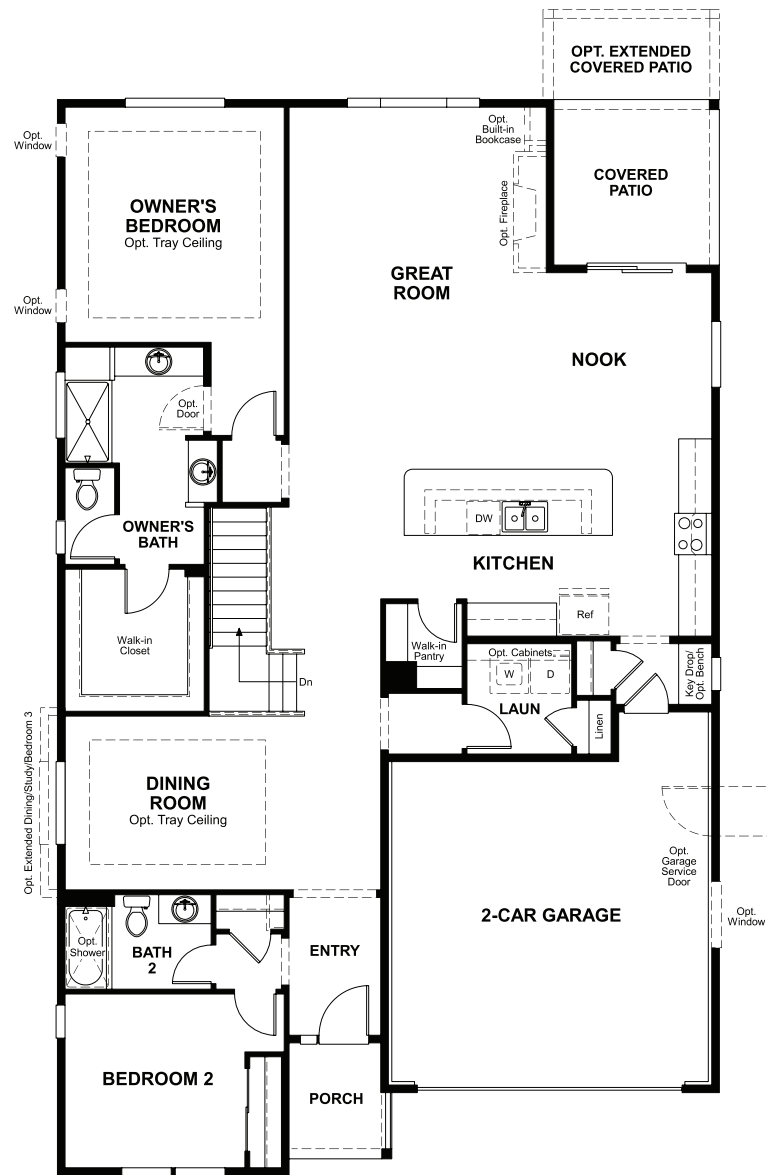 OPT. EXTENDED
COVERED PATIO
Opt.
Window
Opt.
Built-in
Bookcase
COVERED
PATIO
OWNER'S
BEDROOM
Opt. Tray Ceiling
Opt. Fireplace
GREAT
ROOM
Opt.
Window
NOOK
Opt.
Door
DW
OWNER'S
BATH
KITCHEN
Ref
Walk-in
Closet
Walk-in
Pantry
Opt. Cabinets
W
D
Key Drop/
Opt. Bench
Dn
LAUN
Linen
Opt. Extended Dining/Study/Bedroom 3
DINING
ROOM
Opt. Tray Ceiling
Opt.
Garage
Service
Door
2-CAR GARAGE
Opt.
Window
Opt.
Shower
BATH
2
ENTRY
BEDROOM 2
PORCH